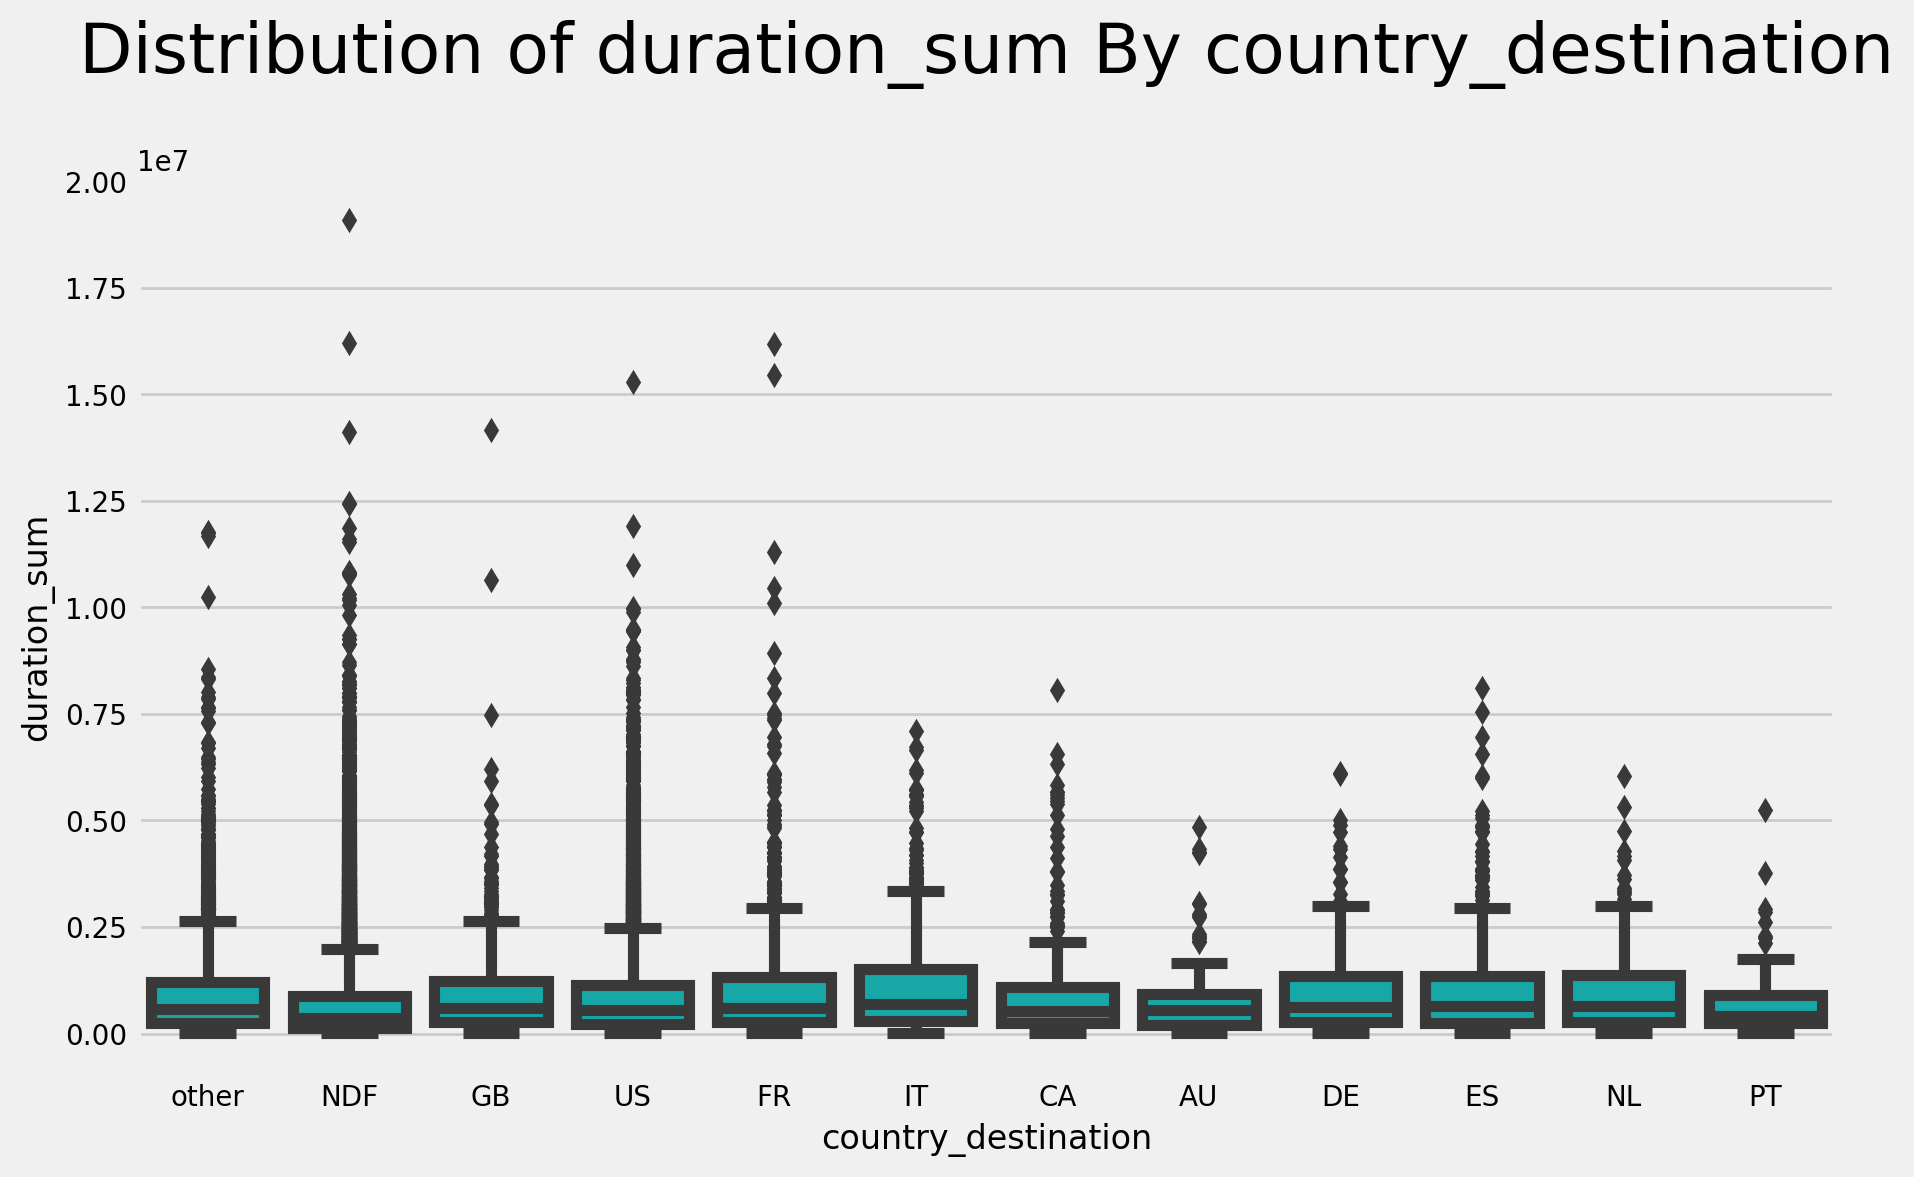 Distribution of duration_sum By country_destination
1e7
2.00
1.75
1.50
1.25
1.00
0.75
0.50
0.25
0.00
duration_sum
other NDF GB US FR IT CA AU DE ES NL PT
country_destination